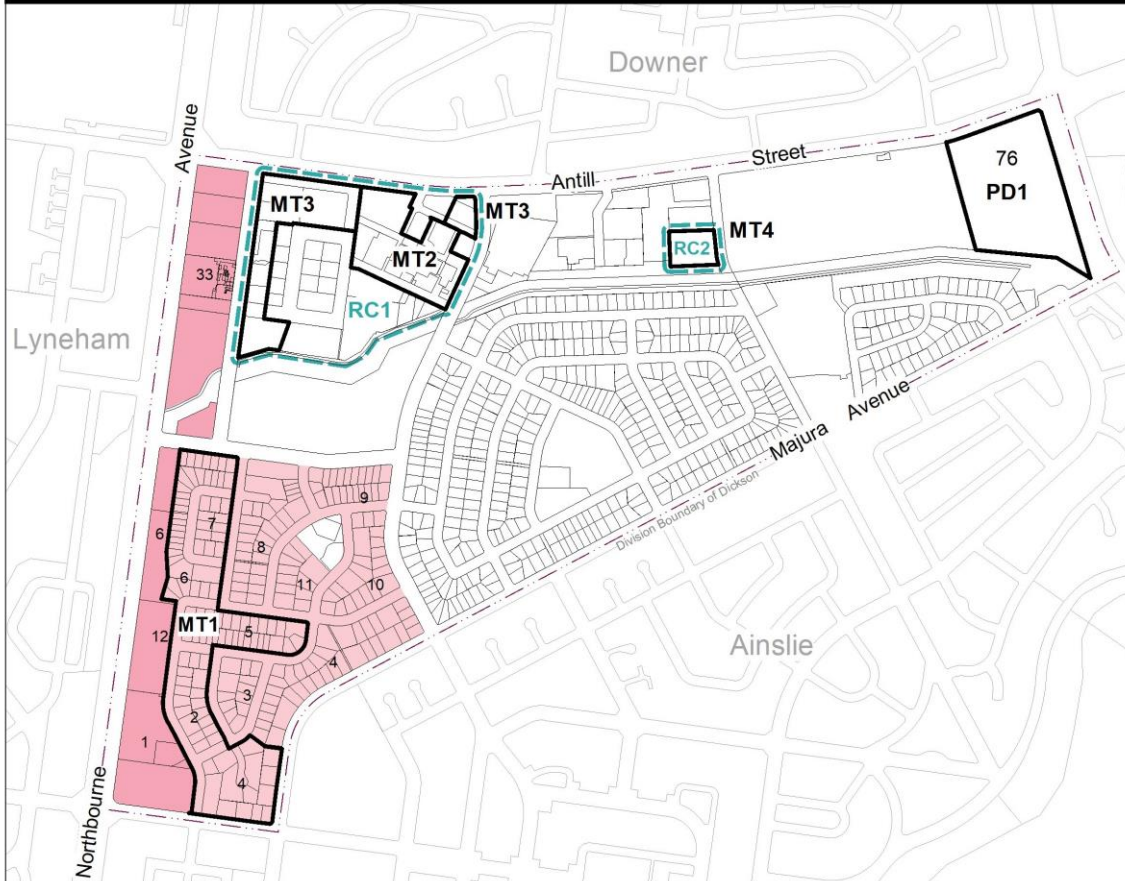 Downer
Avenue
Street
Antill
76
PD1
MT3
MT3
MT4
RC2
MT2
33
RC1
Lyneham
Majura
Avenue
Division Boundary of Dickson
9
7
6
8
11
10
6
MT1
5
12
4
Ainslie
3
2
1
4
Northbourne